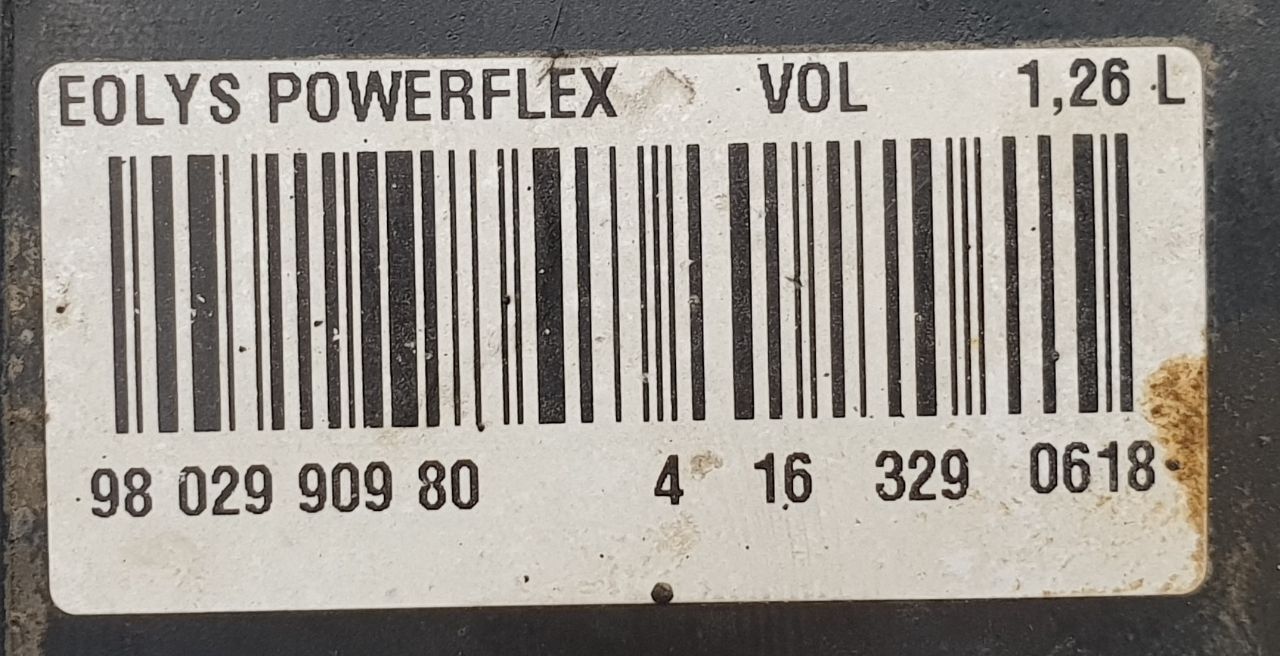 EOLYS POWERFLEX VOL 1,26 L
98 029 909 80 4 16 329 0618